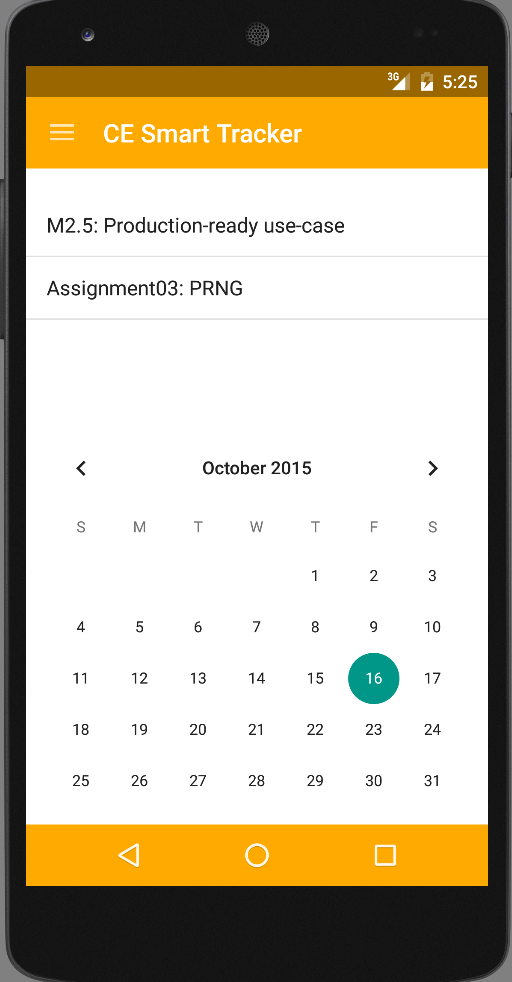 3G 5:25
CE Smart Tracker
M2.5: Production-ready use-case
Assignment03: PRNG
October 2015
S M T W T F S
1 2 3
4 5 6 7 8 9 10
11 12 13 14 15 16 17
18 19 20 21 22 23 24
25 26 27 28 29 30 31